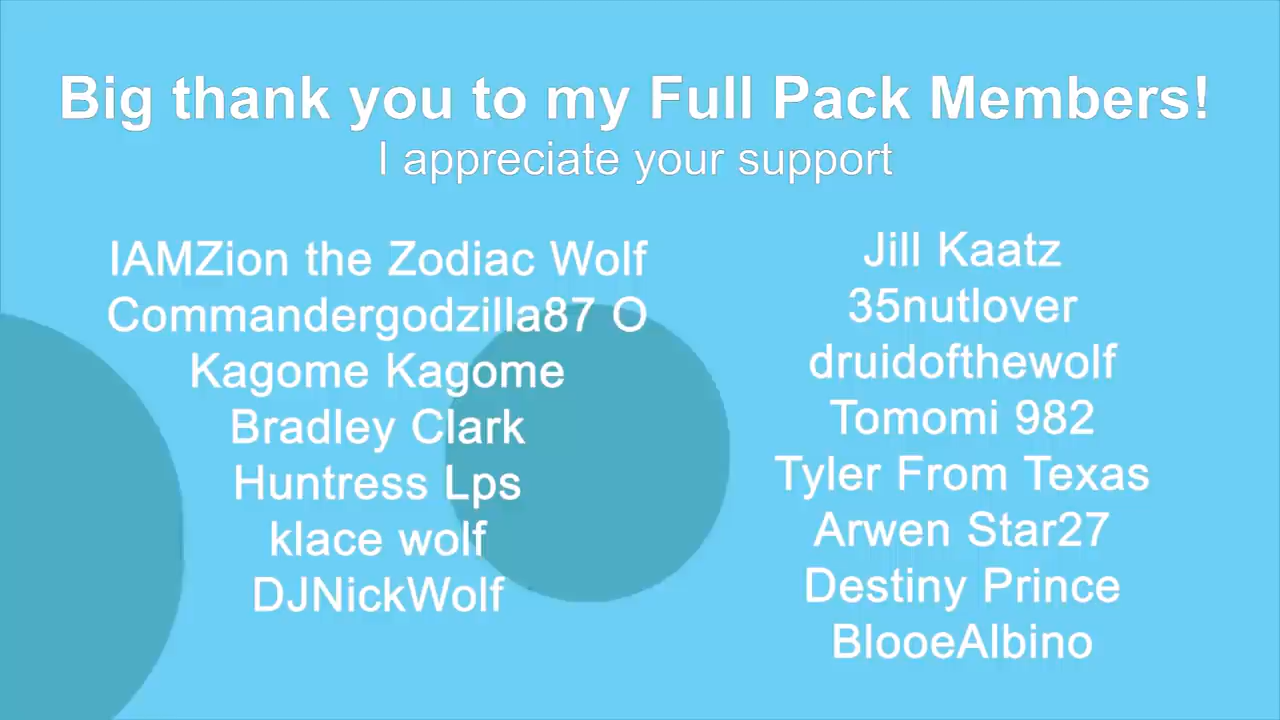 Big thank you to my Full Pack Members!
I appreciate your support
IAMZion the Zodiac Wolf
Commandergodzilla87 O
Kagome Kagome
Bradley Clark
Huntress Lps
klace wolf
DJNickWolf
Jill Kaatz
35nutlover
druidofthewolf
Tomomi 982
Tyler From Texas
Arwen Star27
Destiny Prince
BlooeAlbino